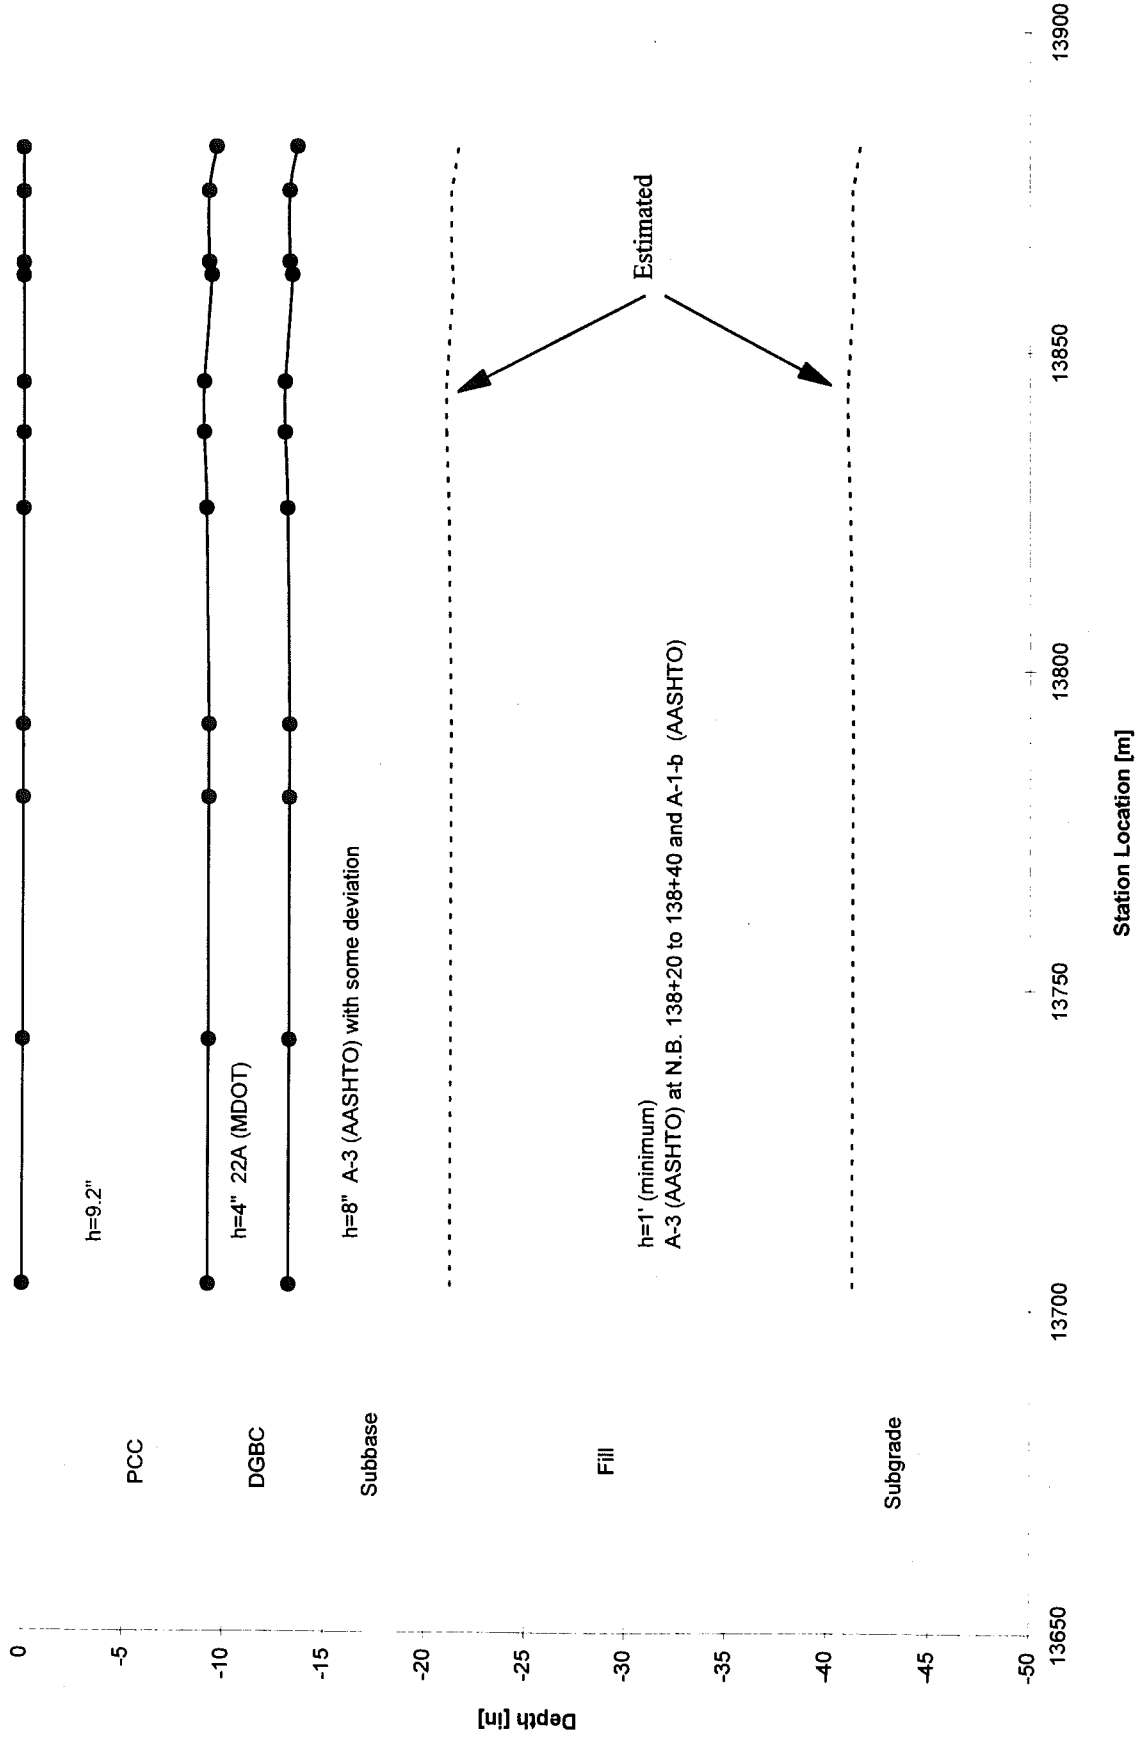 0
-5
-10
-15
-20
-25
-30
-35
-40
-45
-50
Depth [in]
PCC
DGBC
Subbase
Fill
Subgrade
h=9.2"
h=4" 22A (MDOT)
h=8" A-3 (AASHTO) with some deviation
h=1' (minimum)
A-3 (AASHTO) at N.B. 138+20 to 138+40 and A-1-b (AASHTO)
Estimated
13650
13700
13750
13800
13850
13900
Station Location [m]